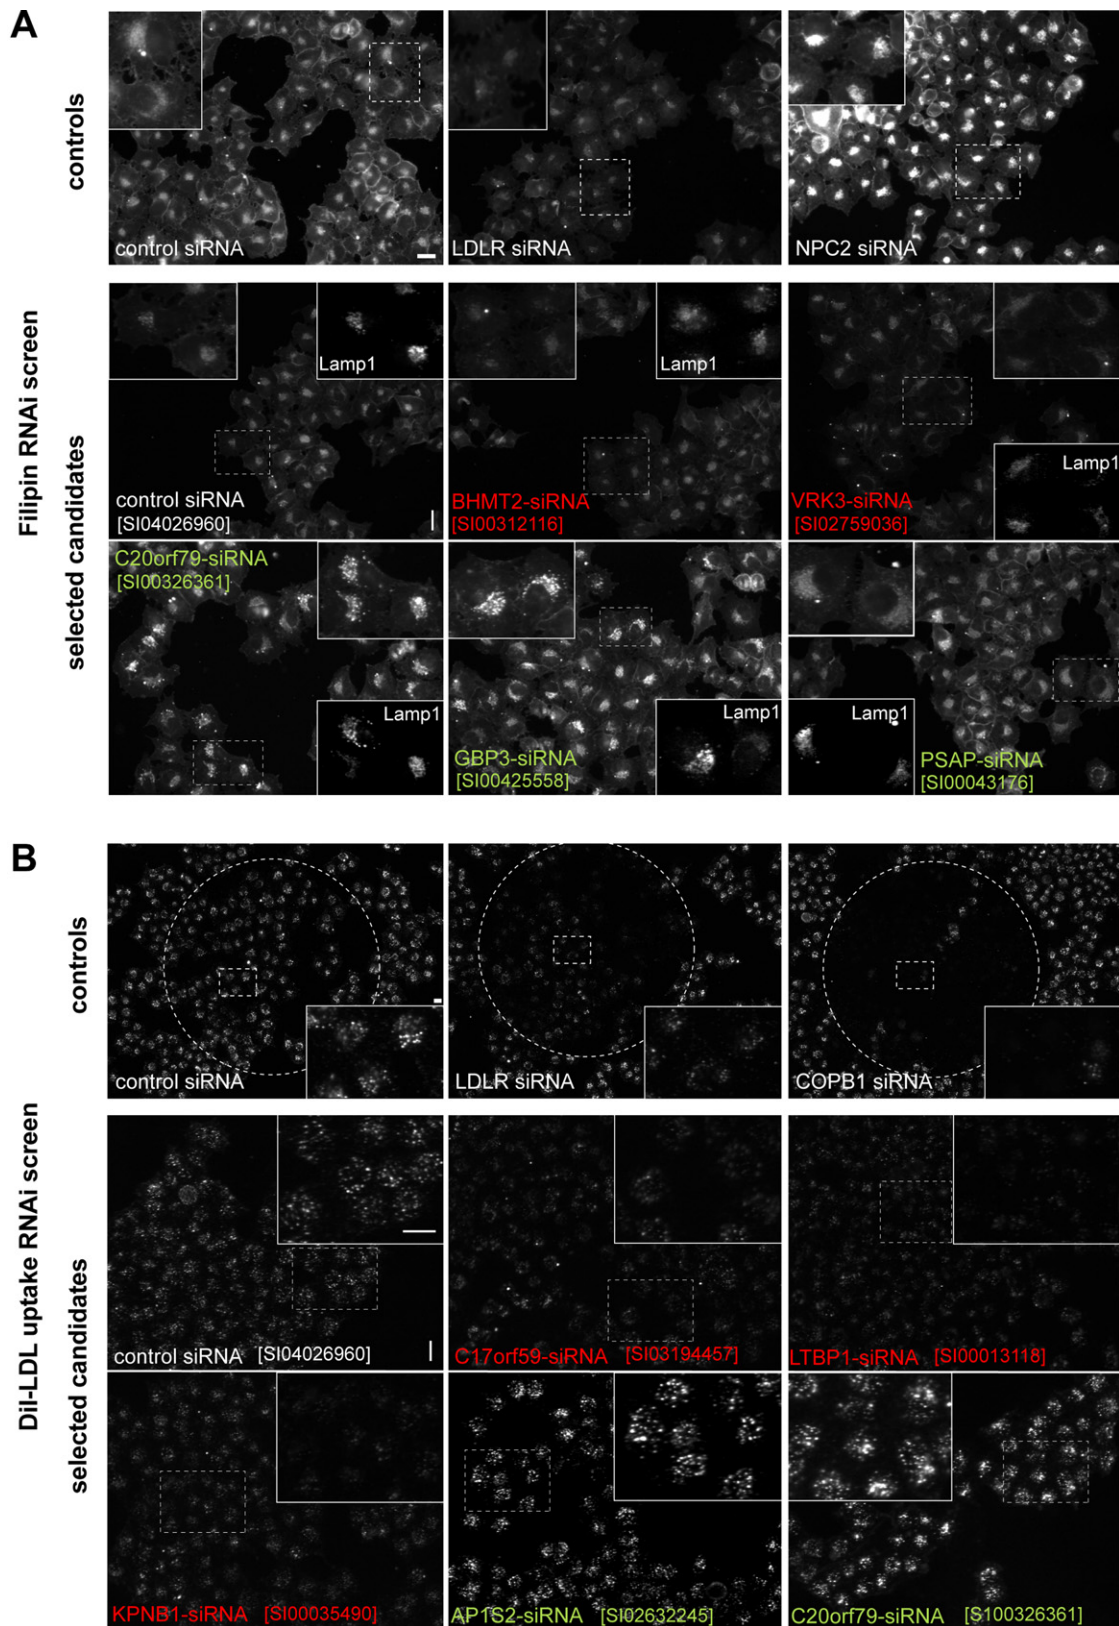 A
controls
control siRNA
LDLR siRNA
NPC2 siRNA
Filipin RNAi screen
selected candidates
Lamp1
control siRNA
[SI04026960]
Lamp1
BHMT2-siRNA
[SI00312116]
Lamp1
VRK3-siRNA
[SI02759036]
C20orf79-siRNA
[SI00326361]
Lamp1
Lamp1
GBP3-siRNA
[SI00425558]
Lamp1
PSAP-siRNA
[SI00043176]
B
controls
control siRNA
LDLR siRNA
COPB1 siRNA
DiI-LDL uptake RNAi screen
selected candidates
control siRNA [SI04026960]
C17orf59-siRNA [SI03194457]
LTBP1-siRNA [SI00013118]
KPNB1-siRNA [SI00035490]
AP1S2-siRNA [SI02632245]
C20orf79-siRNA [S100326361]